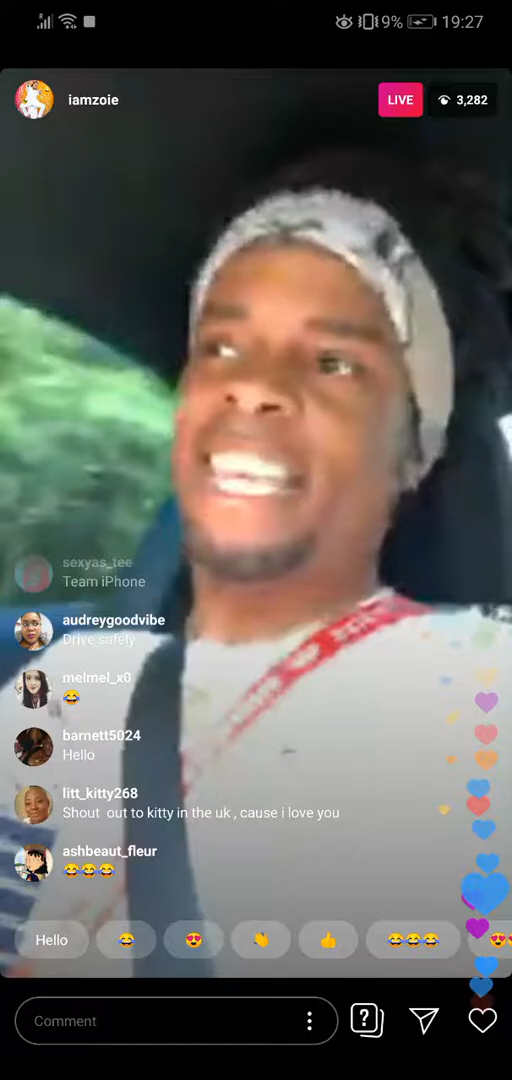 9% 19:27
iamzoie LIVE 3,282
sexyas_tee
Team iPhone
audreygoodvibe
Drive safely
melmel_x0
😂
barnett5024
Hello
litt_kitty268
Shout out to kitty in the uk , cause i love you
ashbeaut_fleur
😂😂😂
Hello 😂 😍 👏 👍 😂😂😂 😍
Comment